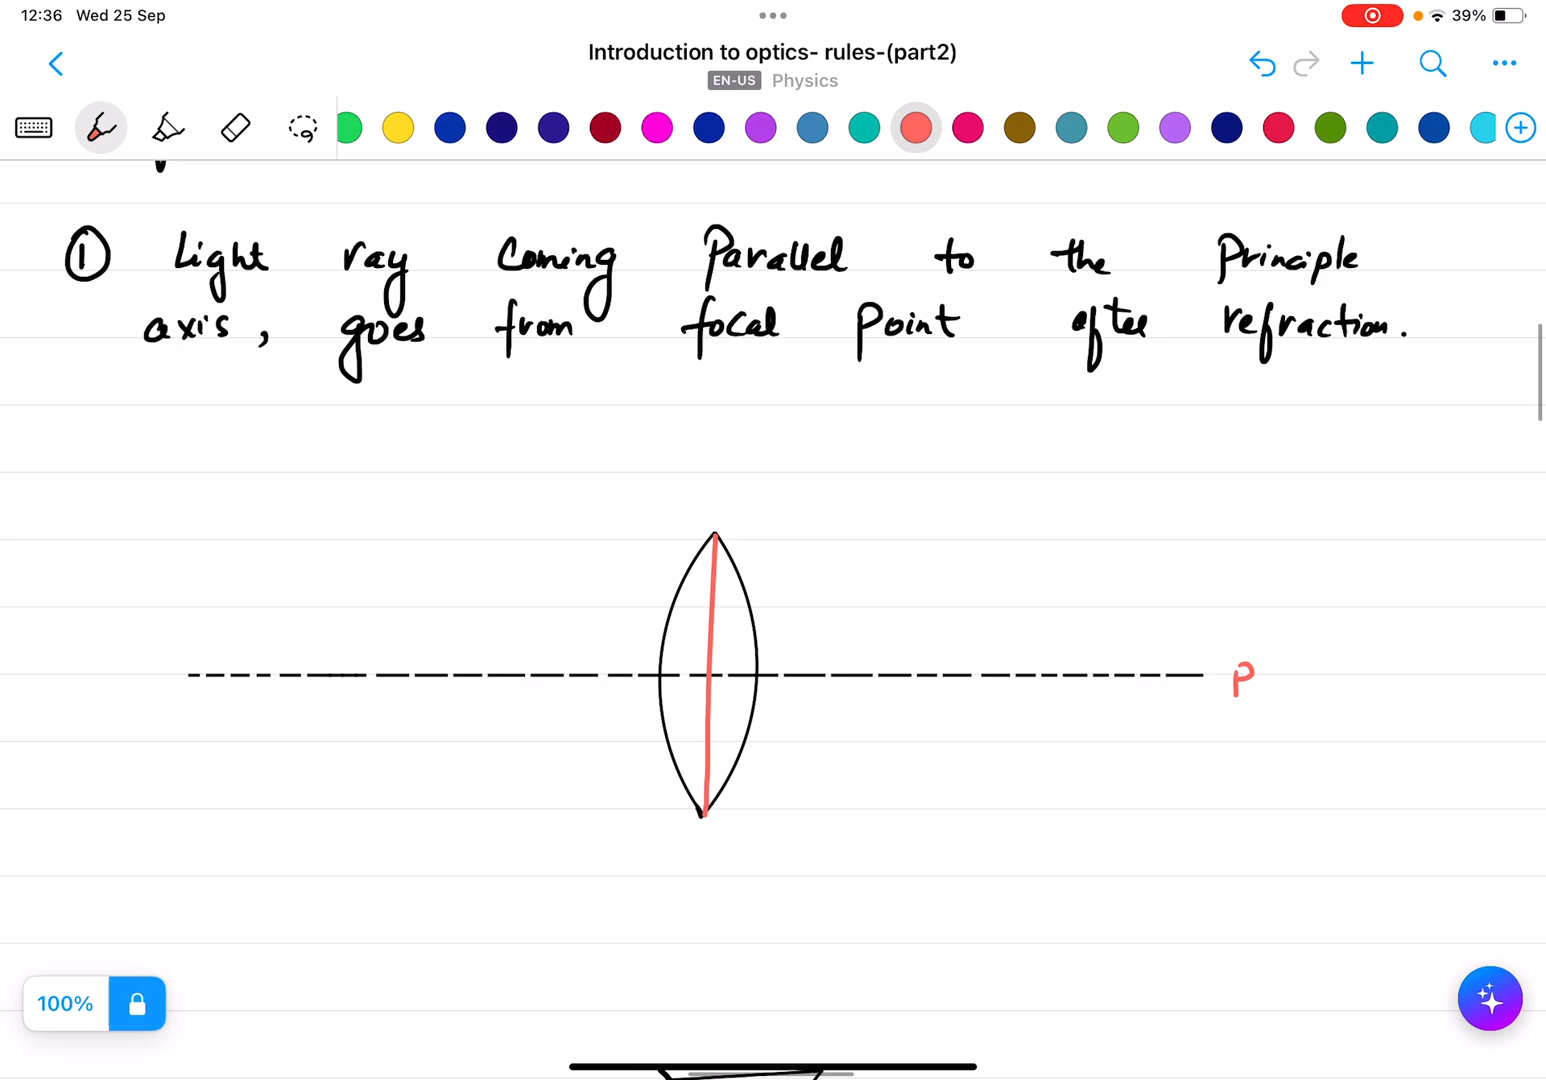 12:36 Wed 25 Sep
39%
Introduction to optics- rules-(part2)
EN-US Physics
① Light ray Coming Parallel to the Principle
axis, goes from focal Point after refraction.
P
100%